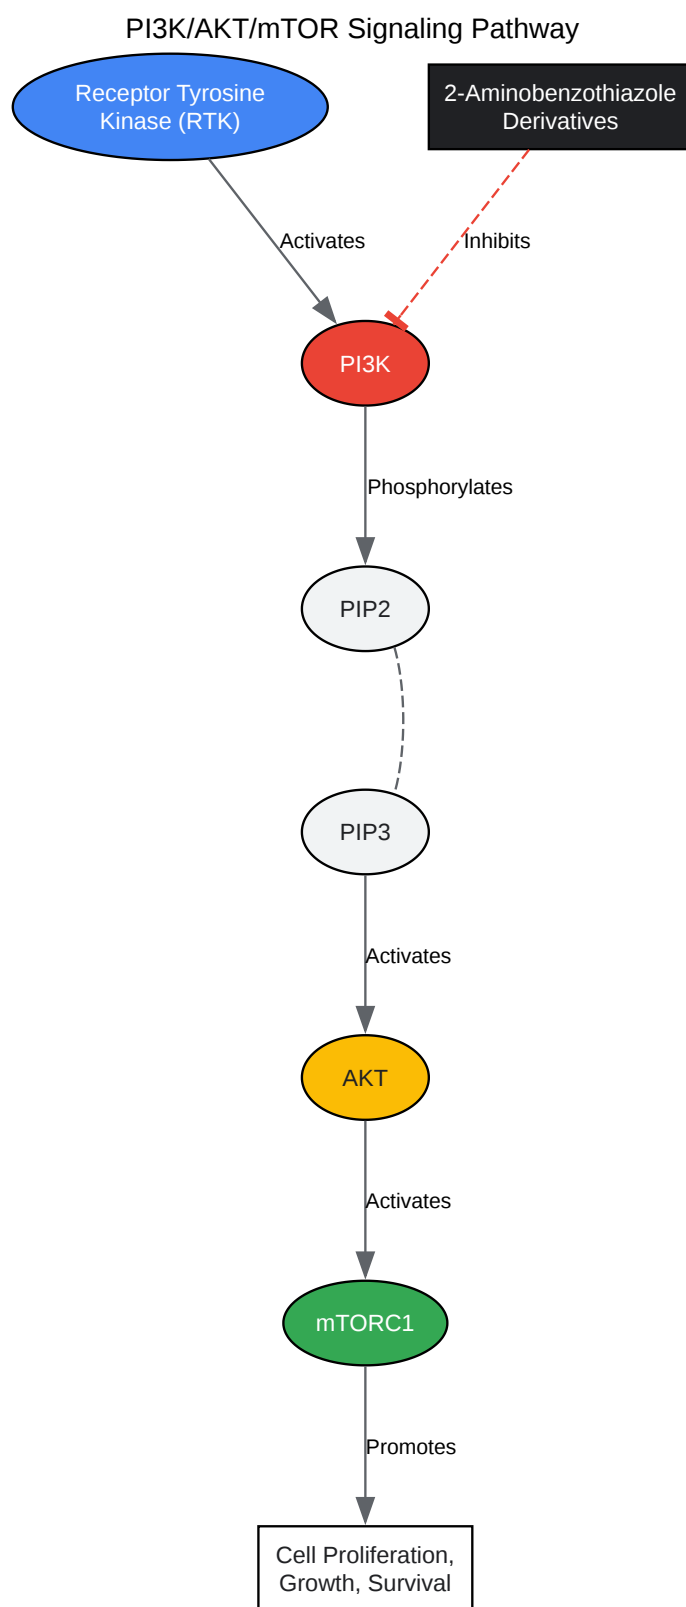 PI3K/AKT/mTOR Signaling Pathway
Receptor Tyrosine
Kinase (RTK)
2-Aminobenzothiazole
Derivatives
Activates
Inhibits
PI3K
Phosphorylates
PIP2
PIP3
Activates
AKT
Activates
mTORC1
Promotes
Cell Proliferation,
Growth, Survival